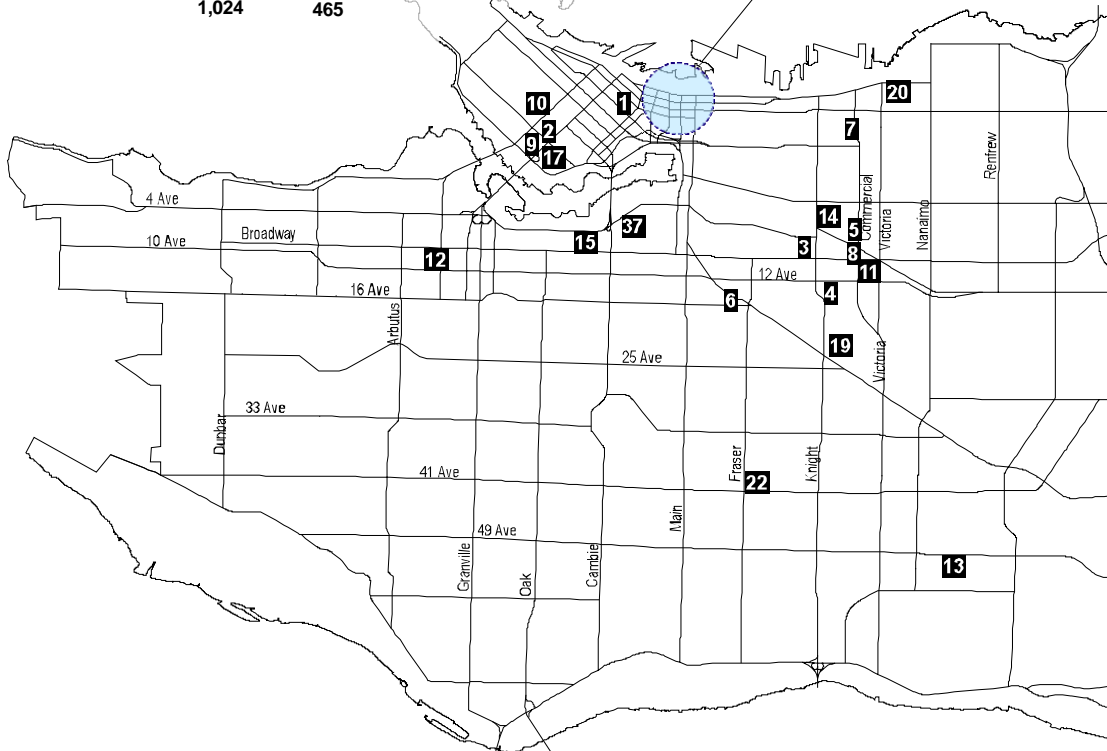 1,024 465
20
10
1
2
7
9
17
Renfrew
4 Ave
Commercial
Victoria
Nanaimo
14
37
5
Broadway
10 Ave
15
3
8
12
11
12 Ave
16 Ave
4
6
Arbutus
19
25 Ave
Victoria
33 Ave
Dunbar
41 Ave
Fraser
Knight
22
Main
49 Ave
Granville
Oak
Cambie
13